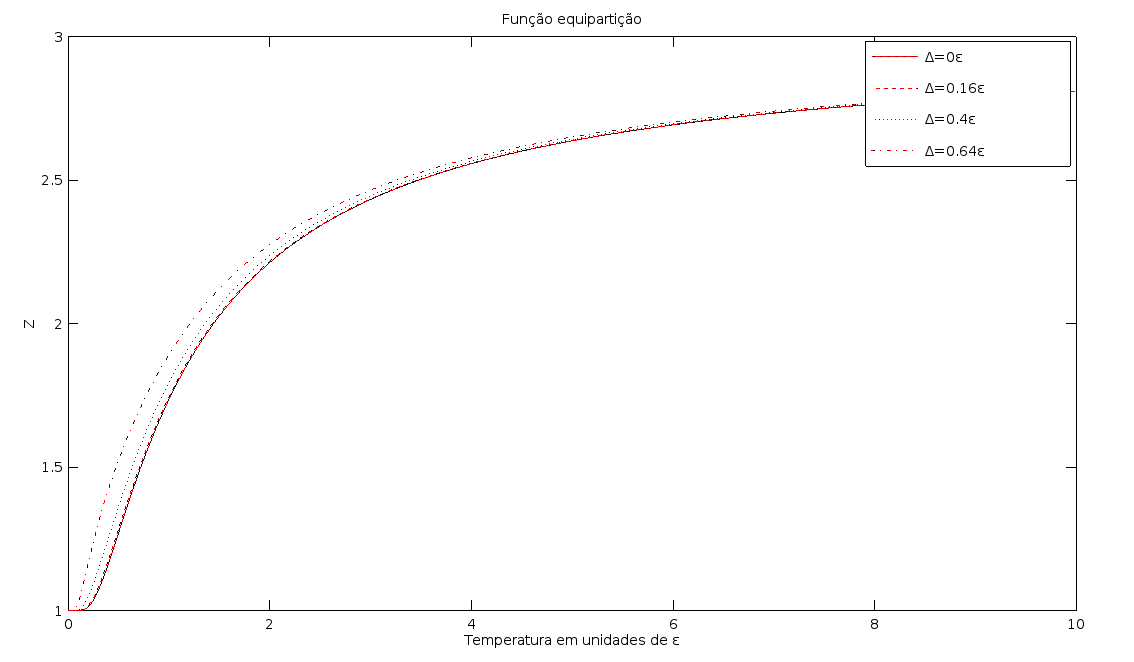 Função equipartição
3
2.5
2
1.5
1
Z
0 2 4 6 8 10
Temperatura em unidades de ε
Δ=0ε
Δ=0.16ε
Δ=0.4ε
Δ=0.64ε